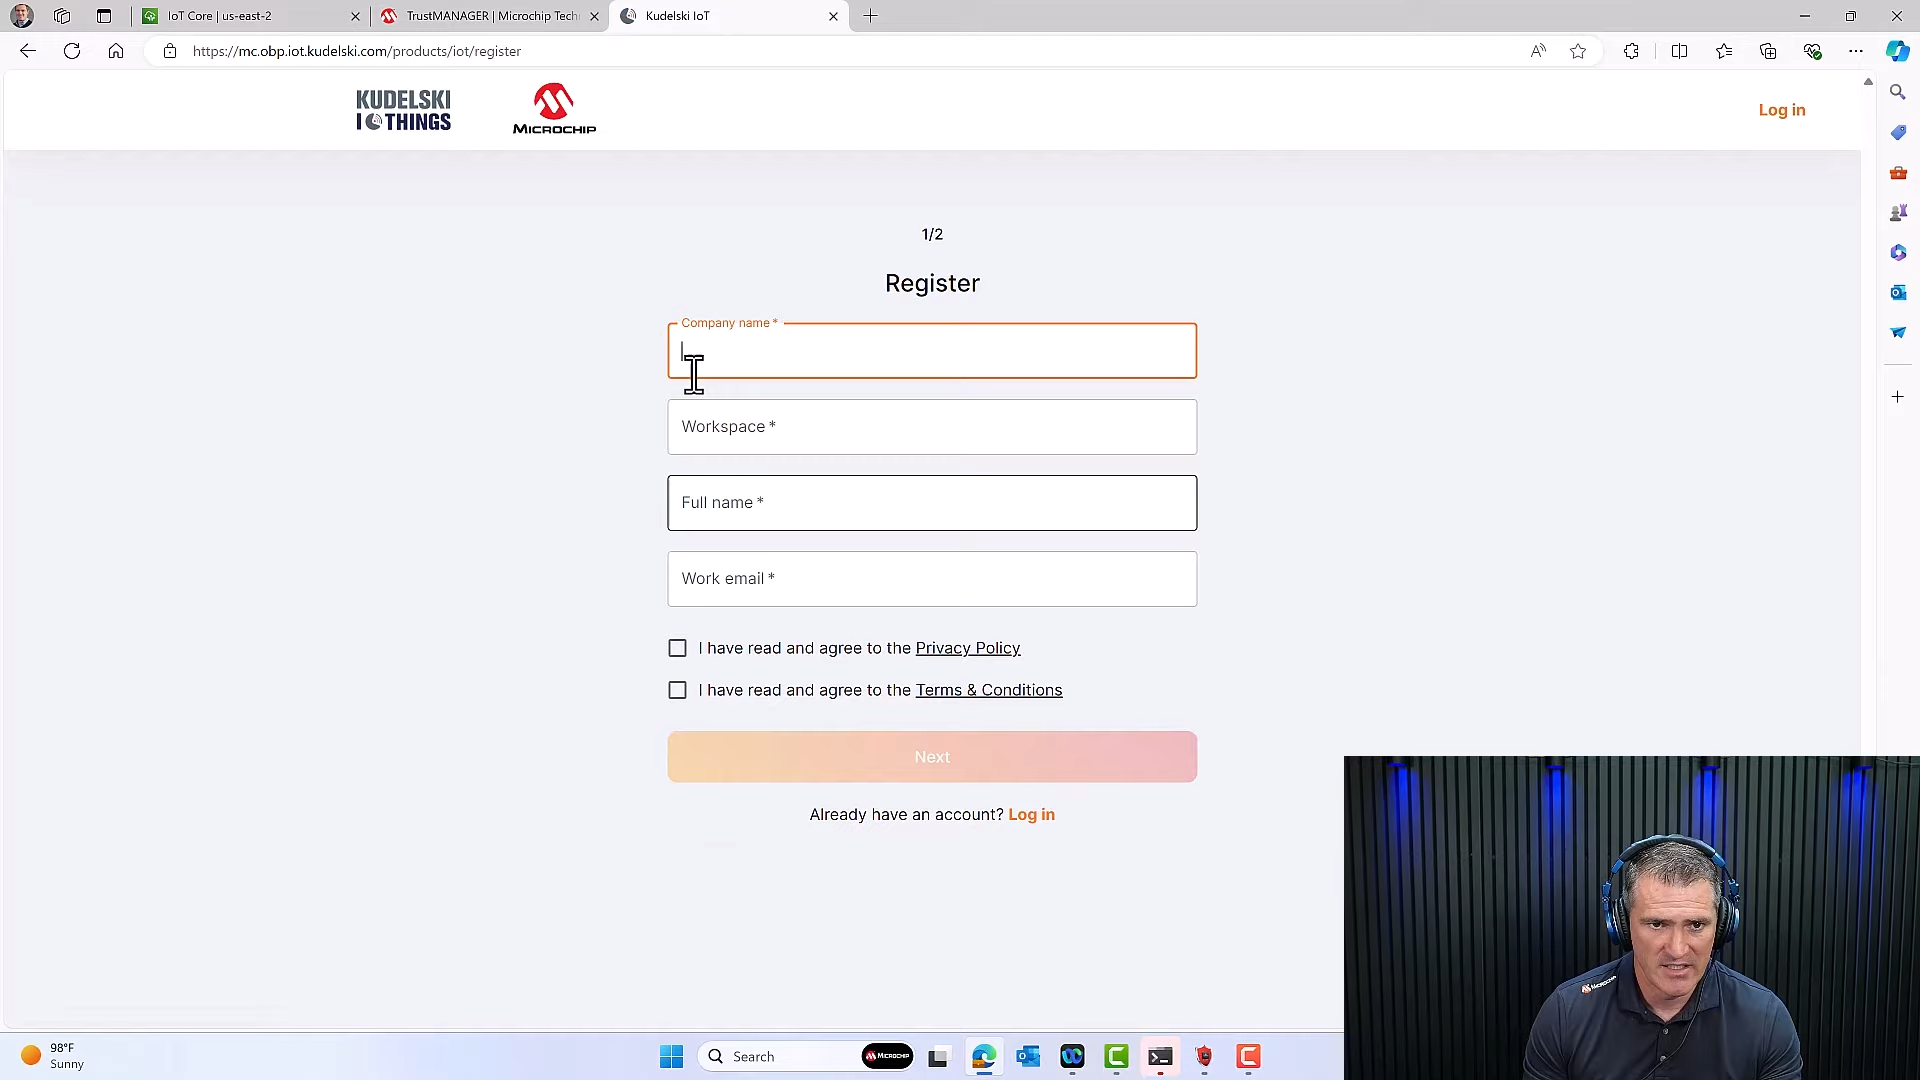 IoT Core | us-east-2
TrustMANAGER | Microchip Tech
Kudelski IoT
https://mc.obp.iot.kudelski.com/products/iot/register
KUDELSKI
IOTHINGS
MICROCHIP
Log in
1/2
Register
Company name *
Workspace *
Full name *
Work email *
I have read and agree to the Privacy Policy
I have read and agree to the Terms & Conditions
Next
Already have an account? Log in
MICROCHIP
98°F
Sunny
Search
MICROCHIP